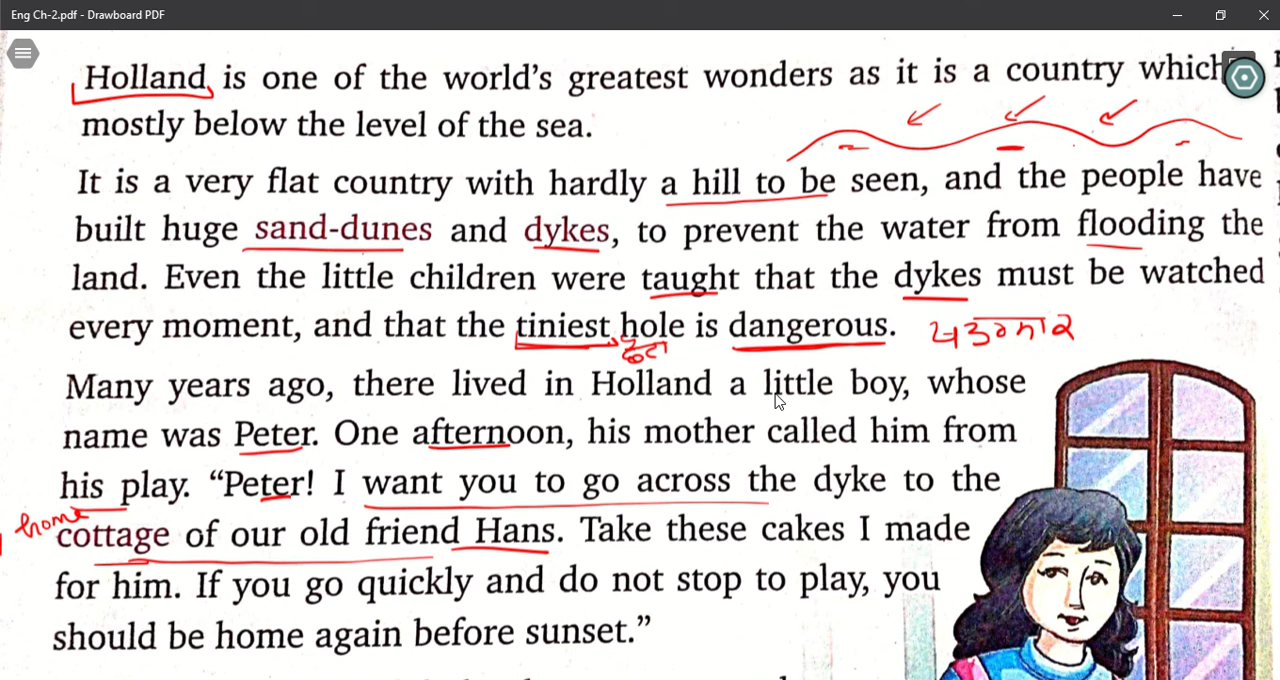 Eng Ch-2.pdf - Drawboard PDF
Holland is one of the world's greatest wonders as it is a country which
mostly below the level of the sea.
It is a very flat country with hardly a hill to be seen, and the people have
built huge sand-dunes and dykes, to prevent the water from flooding the
land. Even the little children were taught that the dykes must be watched
every moment, and that the tiniest hole is dangerous.
Many years ago, there lived in Holland a little boy, whose
name was Peter. One afternoon, his mother called him from
his play. "Peter! I want you to go across the dyke to the
home
cottage of our old friend Hans. Take these cakes I made
for him. If you go quickly and do not stop to play, you
should be home again before sunset."